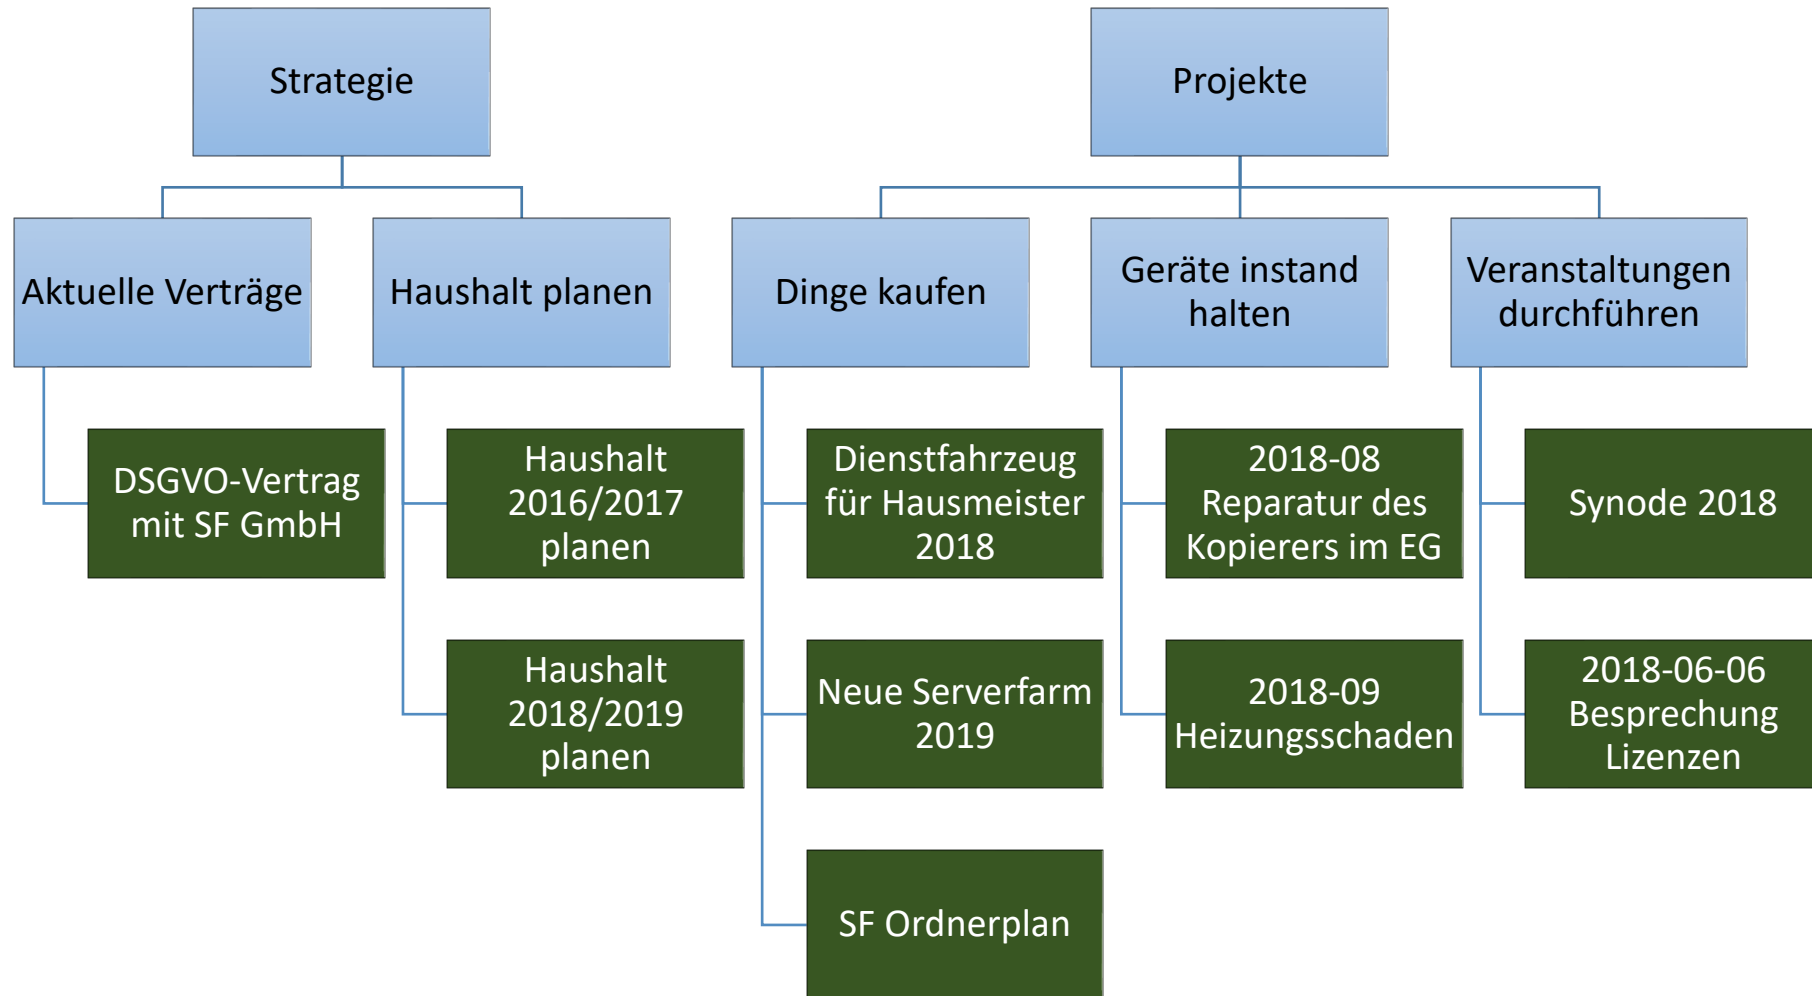 Strategie
Projekte
Aktuelle Verträge
Haushalt planen
Dinge kaufen
Geräte instand
halten
Veranstaltungen
durchführen
DSGVO-Vertrag
mit SF GmbH
Haushalt
2016/2017
planen
Dienstfahrzeug
für Hausmeister
2018
2018-08
Reparatur des
Kopierers im EG
Synode 2018
Haushalt
2018/2019
planen
Neue Serverfarm
2019
2018-09
Heizungsschaden
2018-06-06
Besprechung
Lizenzen
SF Ordnerplan